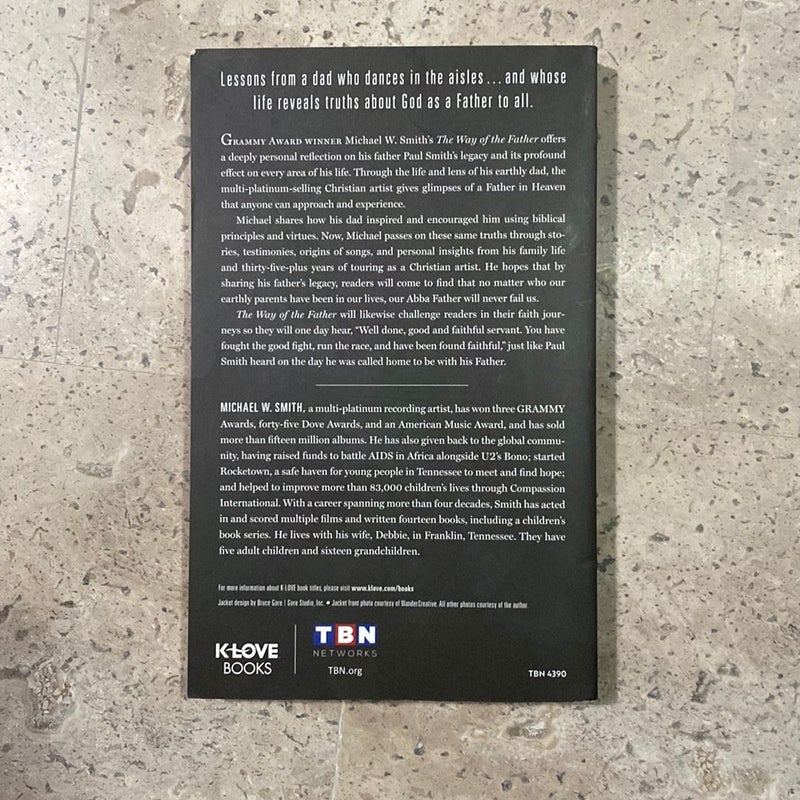 Lessons from a dad who dances in the aisles ... and whose
life reveals truths about God as a Father to all.
GRAMMY AWARD WINNER Michael W. Smith's The Way of the Father offers
a deeply personal reflection on his father Paul Smith's legacy and its profound
effect on every area of his life. Through the life and lens of his earthly dad, the
multi-platinum-selling Christian artist gives glimpses of a Father in Heaven
that anyone can approach and experience.
Michael shares how his dad inspired and encouraged him using biblical
principles and virtues. Now, Michael passes on these same truths through sto-
ries, testimonies, origins of songs, and personal insights from his family life
and thirty-five-plus years of touring as a Christian artist. He hopes that by
sharing his father's legacy, readers will come to find that no matter who our
earthly parents have been in our lives, our Abba Father will never fail us.
The Way of the Father will likewise challenge readers in their faith jour-
neys so they will one day hear, "Well done, good and faithful servant. You have
fought the good fight, run the race, and have been found faithful," just like Paul
Smith heard on the day he was called home to be with his Father.
MICHAEL W. SMITH, a multi-platinum recording artist, has won three GRAMMY
Awards, forty-five Dove Awards, and an American Music Award, and has sold
more than fifteen million albums. He has also given back to the global commu-
nity, having raised funds to battle AIDS in Africa alongside U2's Bono; started
Rocketown, a safe haven for young people in Tennessee to meet and find hope;
and helped to improve more than 83,000 children's lives through Compassion
International. With a career spanning more than four decades, Smith has acted
in and scored multiple films and written fourteen books, including a children's
book series. He lives with his wife, Debbie, in Franklin, Tennessee. They have
five adult children and sixteen grandchildren.
For more information about K-LOVE book titles, please visit www.klove.com/books
Jacket design by Bruce Gore | Gore Studio, Inc. • Jacket front photo courtesy of WanderCreative. All other photos courtesy of the author.
K-LOVE
BOOKS
TBN
NETWORKS
TBN.org
TBN 4390